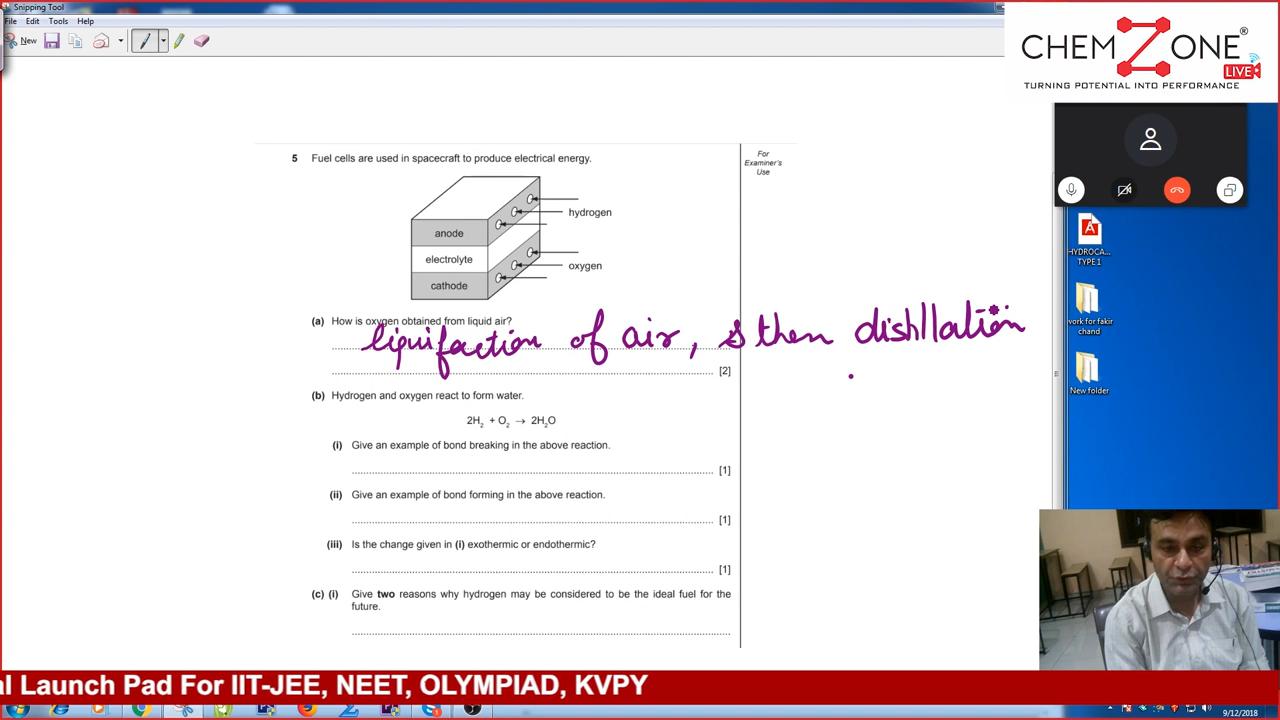 Snipping Tool
File Edit Tools Help
New
CHEMZONE®
LIVE
TURNING POTENTIAL INTO PERFORMANCE
5 Fuel cells are used in spacecraft to produce electrical energy.
For
Examiner's
Use
anode
electrolyte
cathode
hydrogen
oxygen
(a) How is oxygen obtained from liquid air?
liquifaction of air, & then distillation
[2]
(b) Hydrogen and oxygen react to form water.
2H₂ + O₂ → 2H₂O
(i) Give an example of bond breaking in the above reaction.
[1]
(ii) Give an example of bond forming in the above reaction.
[1]
(iii) Is the change given in (i) exothermic or endothermic?
[1]
(c) (i) Give two reasons why hydrogen may be considered to be the ideal fuel for the
future.
HYDROCA...
TYPE 1
work for fakir
chand
New folder
al Launch Pad For IIT-JEE, NEET, OLYMPIAD, KVPY
9/12/2018